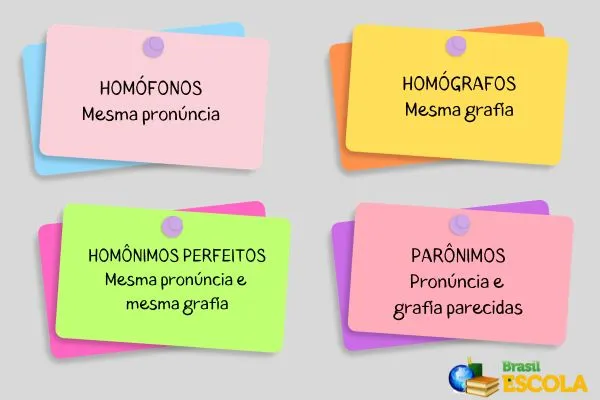 HOMÓFONOS
Mesma pronúncia
HOMÓGRAFOS
Mesma grafia
HOMÔNIMOS PERFEITOS
Mesma pronúncia e
mesma grafia
PARÔNIMOS
Pronúncia e
grafia parecidas
Brasil
ESCOLA